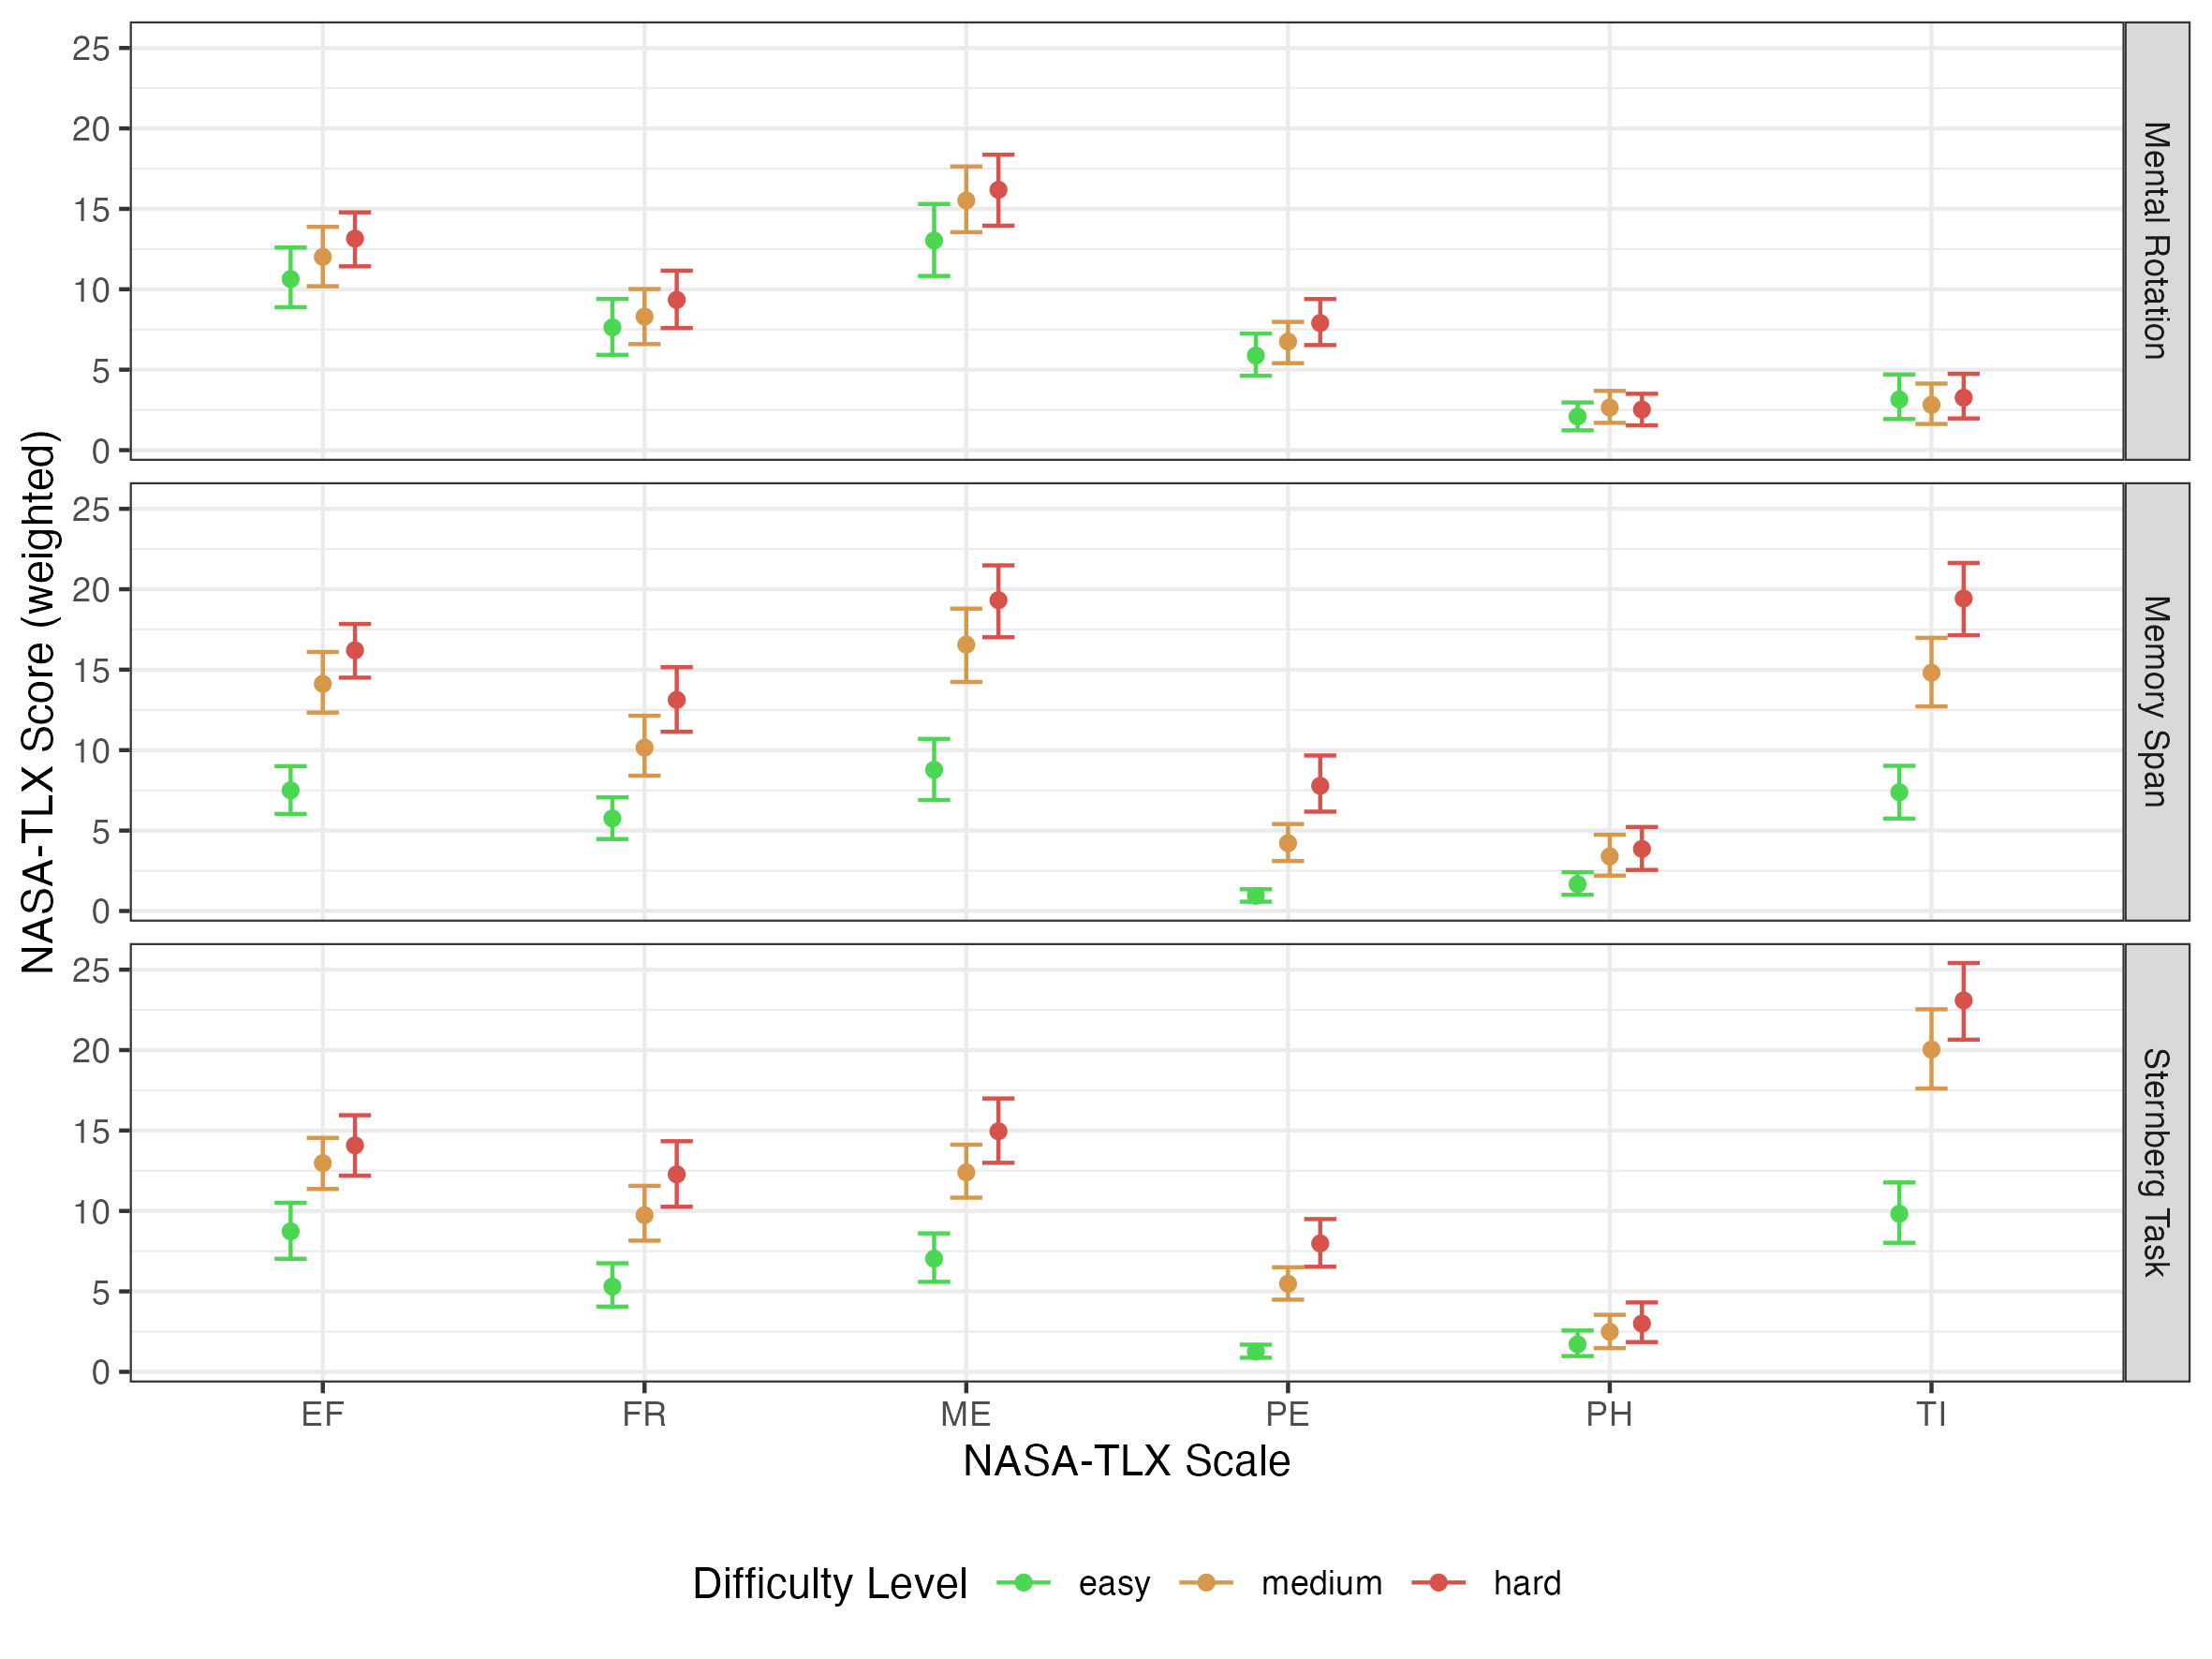 NASA-TLX Score (weighted)
25
20
15
10
5
0
Mental Rotation
25
20
15
10
5
0
Memory Span
25
20
15
10
5
0
Sternberg Task
EF FR ME PE PH TI
NASA-TLX Scale
Difficulty Level easy medium hard